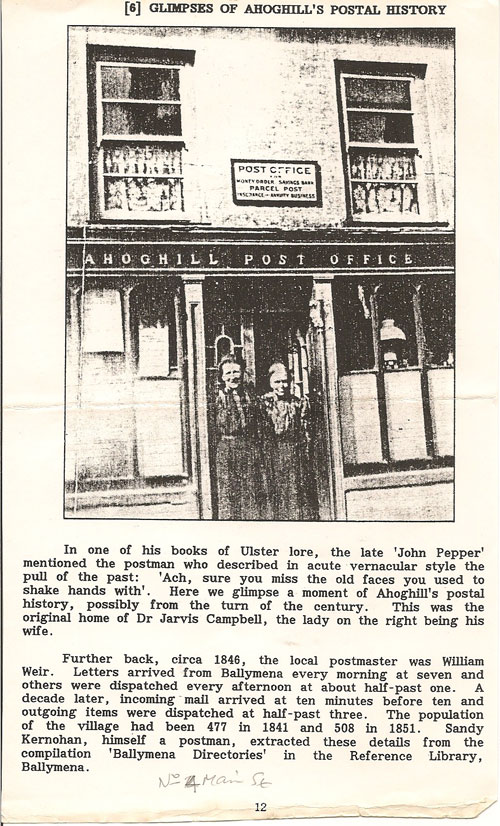 [6] GLIMPSES OF AHOGHILL'S POSTAL HISTORY
POST OFFICE
FOR
MONEY ORDER SAVINGS BANK
PARCEL POST
INSURANCE & ANNUITY BUSINESS
AHOGHILL POST OFFICE
In one of his books of Ulster lore, the late 'John Pepper'
mentioned the postman who described in acute vernacular style the
pull of the past: 'Ach, sure you miss the old faces you used to
shake hands with'. Here we glimpse a moment of Ahoghill's postal
history, possibly from the turn of the century. This was the
original home of Dr Jarvis Campbell, the lady on the right being his
wife.
Further back, circa 1846, the local postmaster was William
Weir. Letters arrived from Ballymena every morning at seven and
others were dispatched every afternoon at about half-past one. A
decade later, incoming mail arrived at ten minutes before ten and
outgoing items were dispatched at half-past three. The population
of the village had been 477 in 1841 and 508 in 1851. Sandy
Kernohan, himself a postman, extracted these details from the
compilation 'Ballymena Directories' in the Reference Library,
Ballymena.
No 4 Main St
12